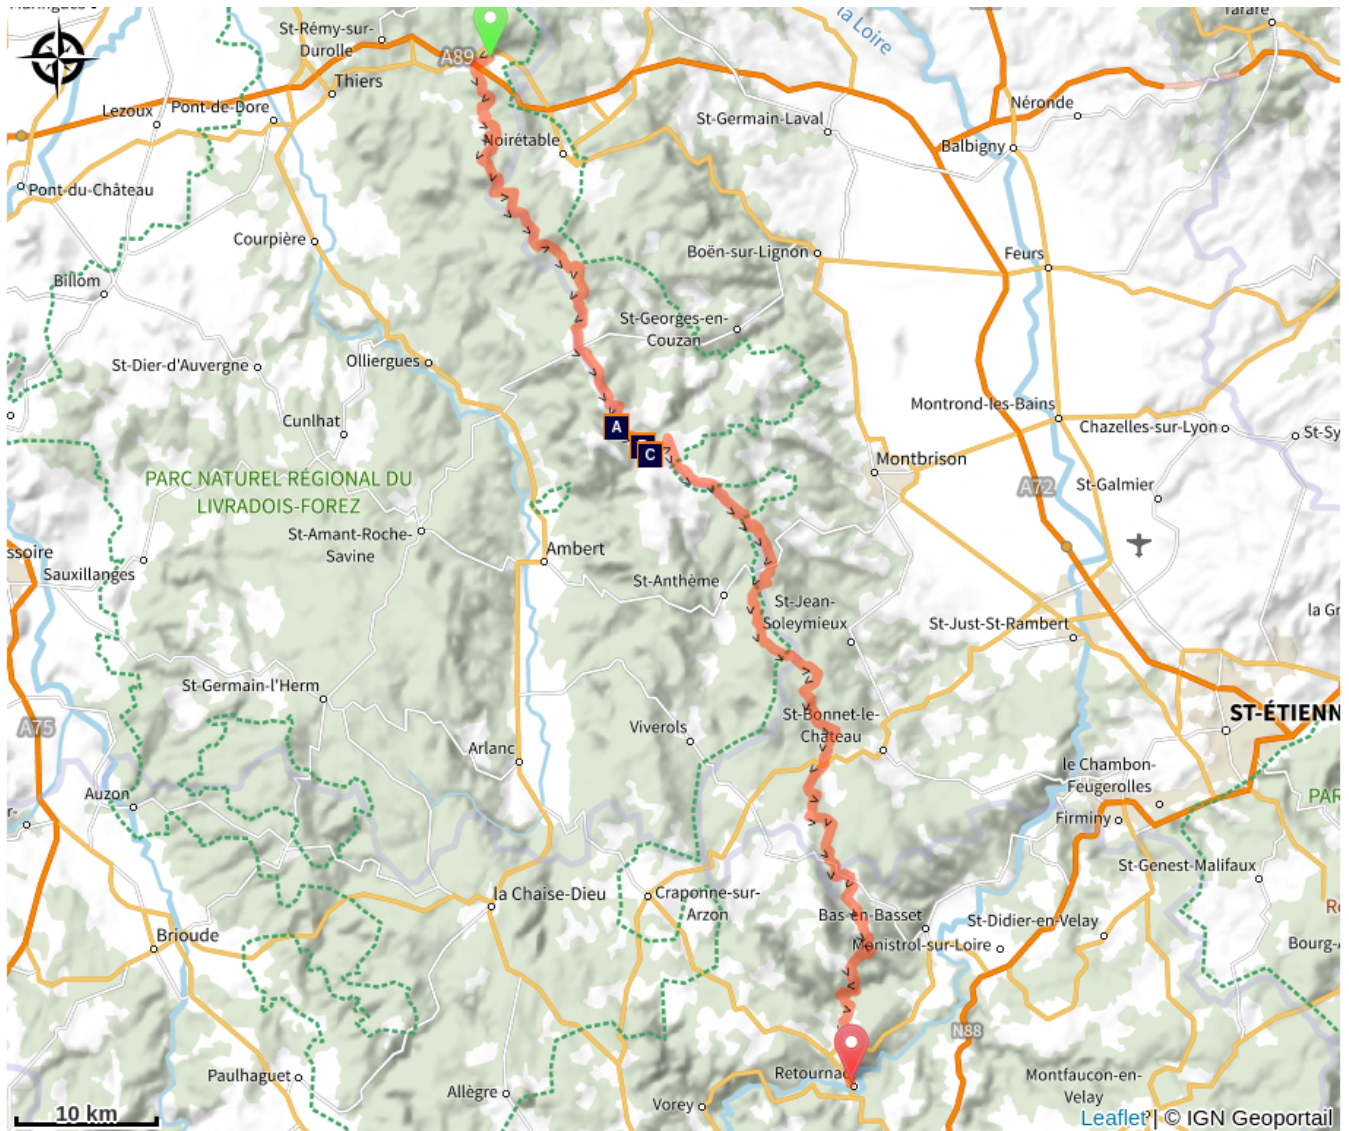 la Loire
Tarare
St-Rémy-sur-
Durolle
A89
Thiers
Lezoux
Pont-de-Dore
Néronde
St-Germain-Laval
Noirétable
Balbigny
Pont-du-Château
Courpière
Boën-sur-Lignon
Feurs
Billom
St-Georges-en-
Couzan
St-Dier-d'Auvergne
Olliergues
Montrond-les-Bains
Cunlhat
A
C
Chazelles-sur-Lyon
St-Sy
Montbrison
PARC NATUREL RÉGIONAL DU
LIVRADOIS-FOREZ
A72
St-Galmier
St-Amant-Roche-
Savine
Ambert
ssoire
Sauxillanges
St-Anthème
St-Jean-
Soleymieux
la Gr
St-Just-St-Rambert
St-Germain-l'Herm
A75
Viverols
St-Bonnet-le-
Château
ST-ÉTIENN
Arlanc
le Chambon-
Feugerolles
Auzon
PAR
r-
Firminy
St-Genest-Malifaux
la Chaise-Dieu
Craponne-sur-
Arzon
Bas-en-Basset
St-Didier-en-Velay
Brioude
Monistrol-sur-Loire
Bourg-A
N88
Retournac
Paulhaguet
Allègre
Vorey
Montfaucon-en-
Velay
10 km
Leaflet | © IGN Geoportail